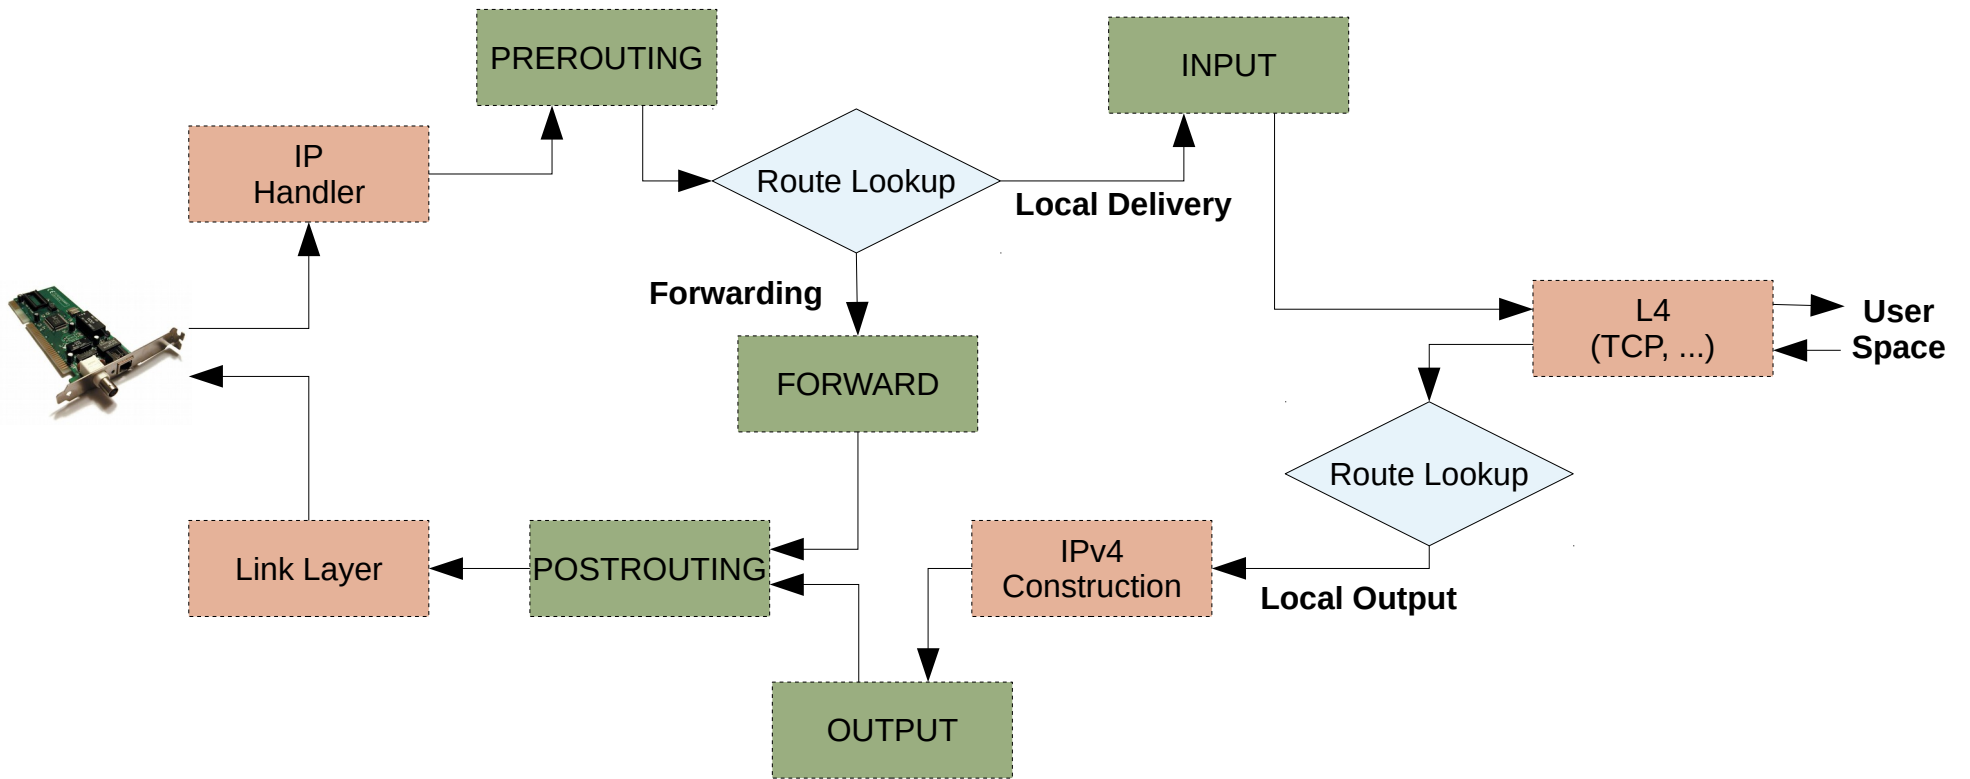 PREROUTING
INPUT
IP
Handler
Route Lookup
Local Delivery
Forwarding
L4
(TCP, ...)
User
Space
FORWARD
Route Lookup
Link Layer
POSTROUTING
IPv4
Construction
Local Output
OUTPUT